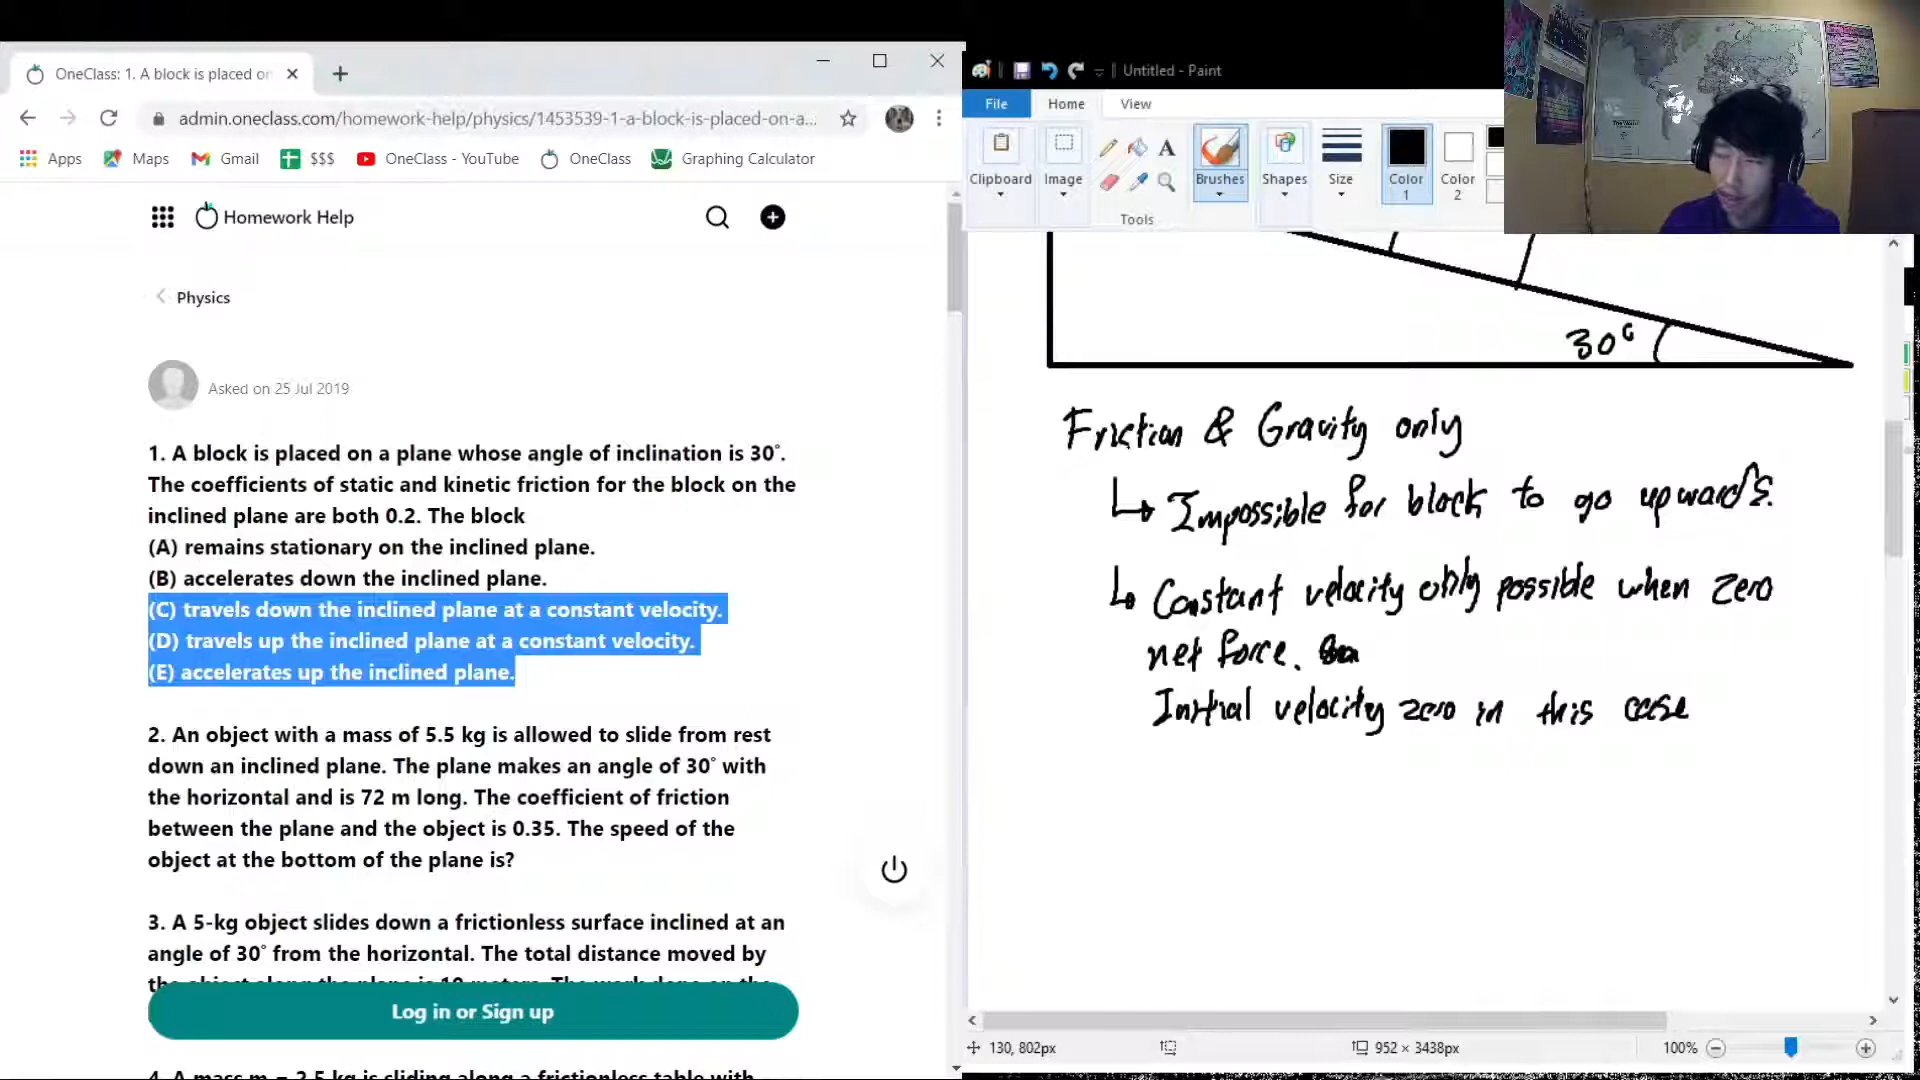 OneClass: 1. A block is placed on
Untitled - Paint
admin.oneclass.com/homework-help/physics/1453539-1-a-block-is-placed-on-a...
File Home View
Apps Maps Gmail $$$ OneClass - YouTube OneClass Graphing Calculator
Clipboard Image Brushes Shapes Size Color 1 Color 2
Tools
Homework Help
Physics
Asked on 25 Jul 2019
1. A block is placed on a plane whose angle of inclination is 30°.
The coefficients of static and kinetic friction for the block on the
inclined plane are both 0.2. The block
(A) remains stationary on the inclined plane.
(B) accelerates down the inclined plane.
(C) travels down the inclined plane at a constant velocity.
(D) travels up the inclined plane at a constant velocity.
(E) accelerates up the inclined plane.
2. An object with a mass of 5.5 kg is allowed to slide from rest
down an inclined plane. The plane makes an angle of 30° with
the horizontal and is 72 m long. The coefficient of friction
between the plane and the object is 0.35. The speed of the
object at the bottom of the plane is?
3. A 5-kg object slides down a frictionless surface inclined at an
angle of 30° from the horizontal. The total distance moved by
Log in or Sign up
4. A mass m = 2.5 kg is sliding along a frictionless table with
30°
Friction & Gravity only
↳ Impossible for block to go upwards.
↳ Constant velocity only possible when zero
net force.
Initial velocity zero in this case
130, 802px
952 × 3438px
100%